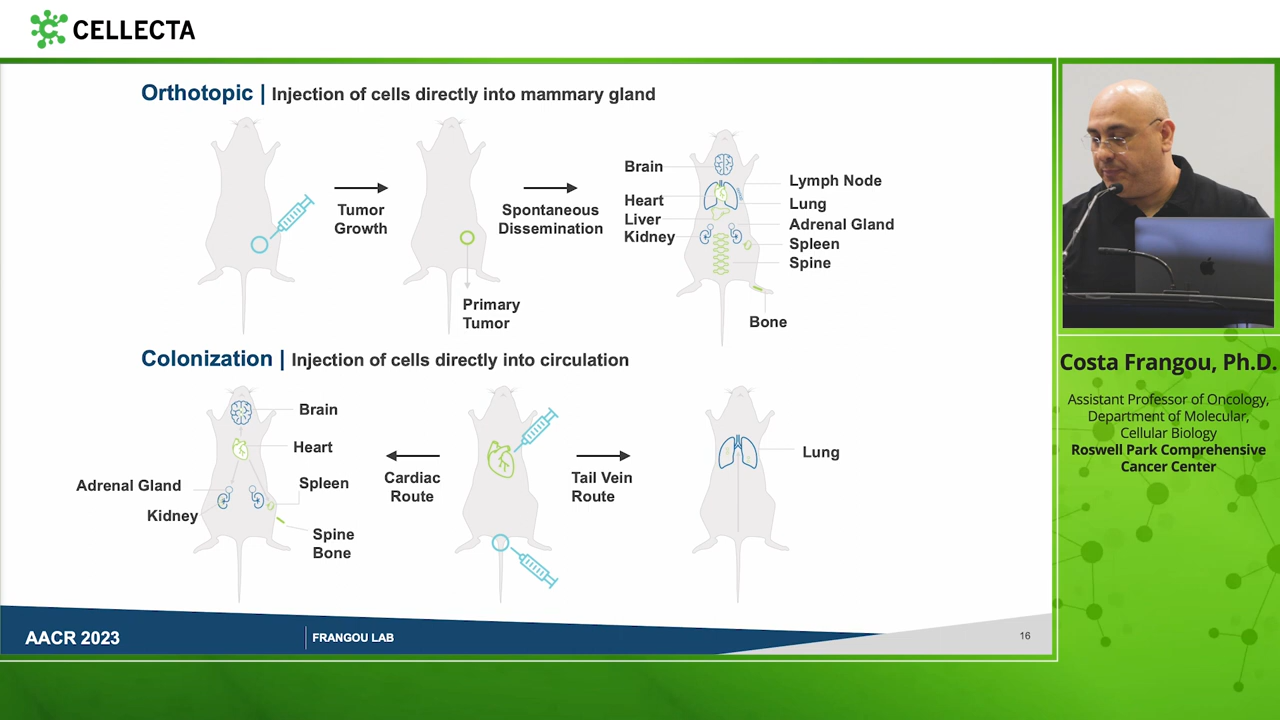 CELLECTA
Orthotopic | Injection of cells directly into mammary gland
Tumor
Growth
Primary
Tumor
Spontaneous
Dissemination
Brain
Heart
Liver
Kidney
Lymph Node
Lung
Adrenal Gland
Spleen
Spine
Bone
Colonization | Injection of cells directly into circulation
Brain
Heart
Adrenal Gland
Kidney
Spleen
Spine
Bone
Cardiac
Route
Tail Vein
Route
Lung
AACR 2023
FRANGOU LAB
16
Costa Frangou, Ph.D.
Assistant Professor of Oncology,
Department of Molecular,
Cellular Biology
Roswell Park Comprehensive
Cancer Center